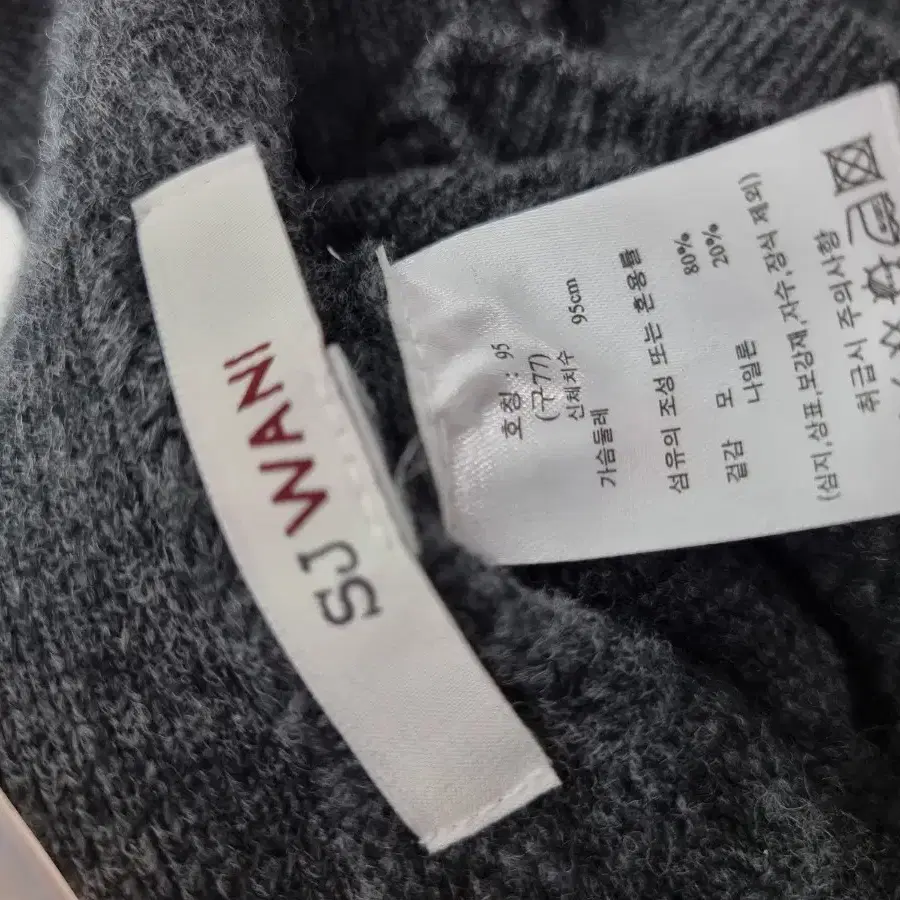 SJ WANI
호칭 : 95
(구77)
신체치수
가슴둘레 95cm
섬유의 조성 또는 혼용률
겉감 모 80%
나일론 20%
(심지,상표,보강재,자수,장식 제외)
취급시 주의사항